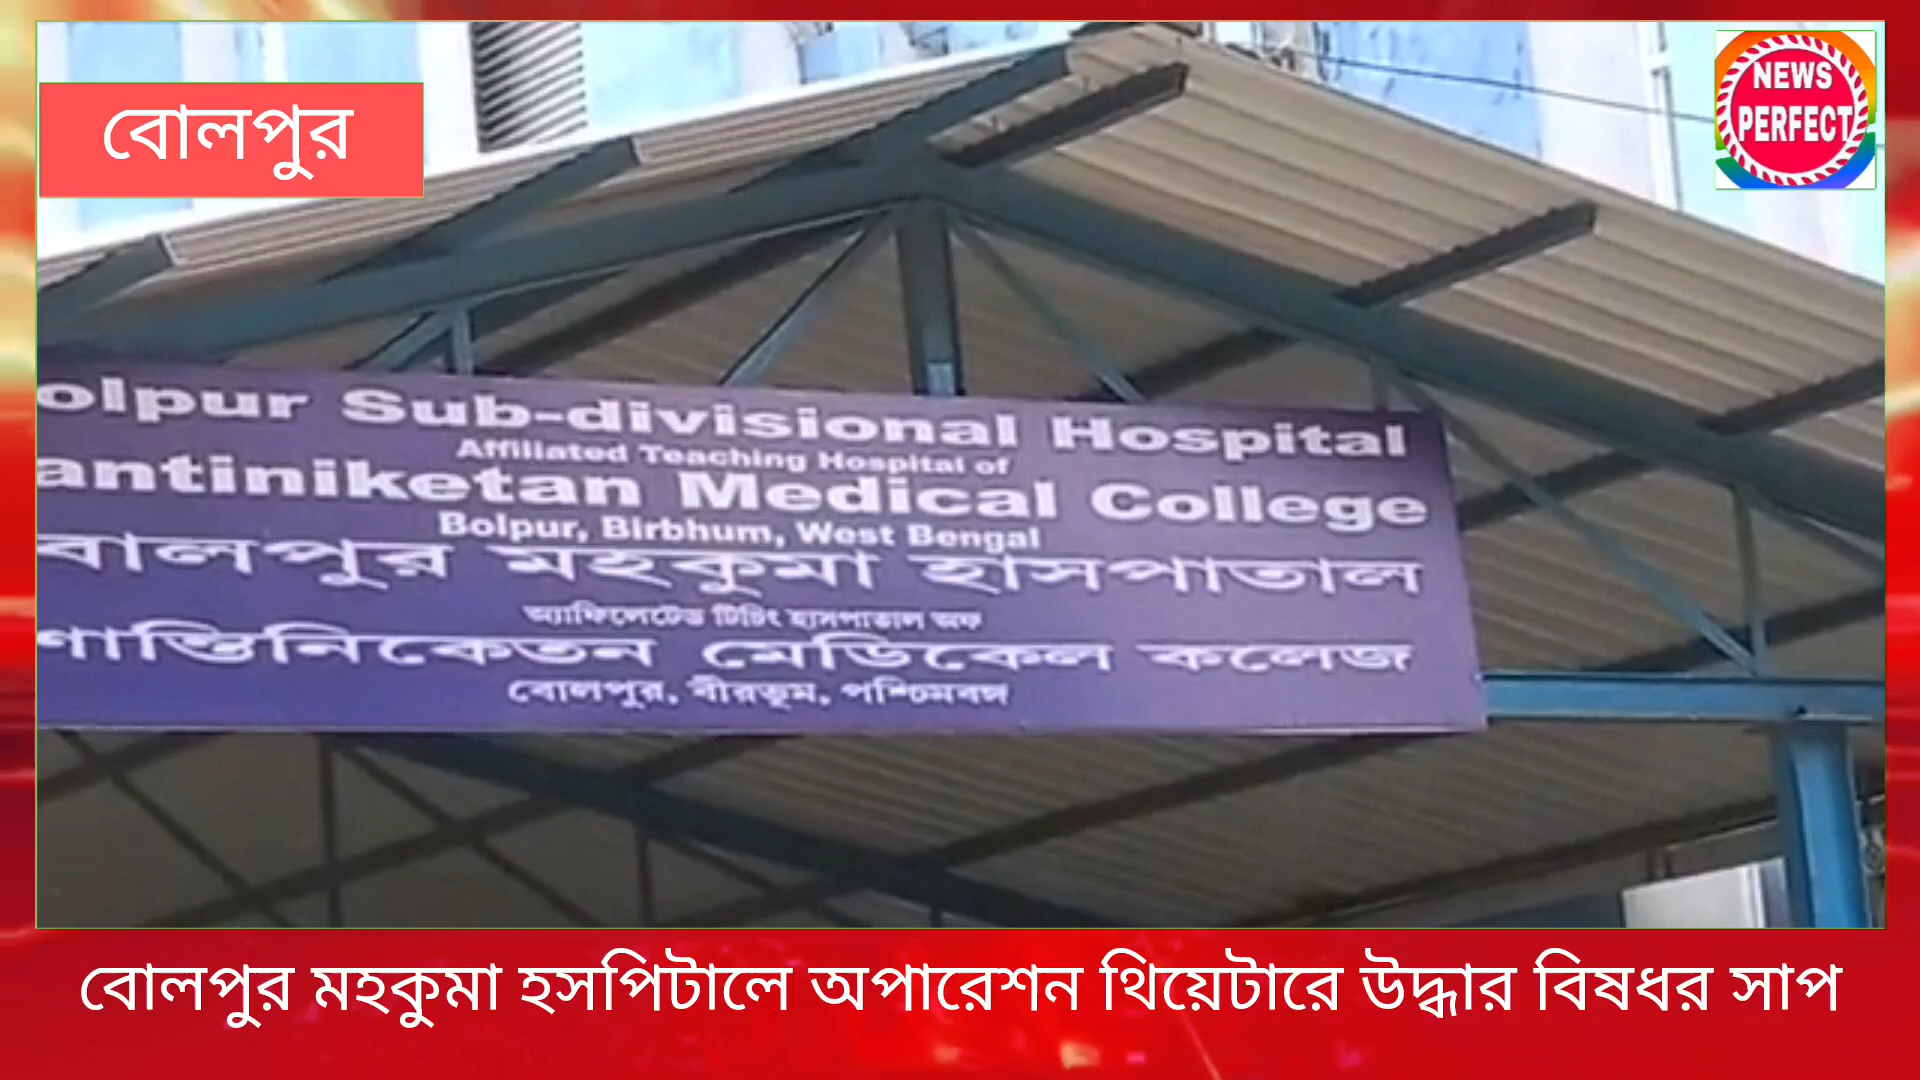 বোলপুর
NEWS
PERFECT
olpur Sub-divisional Hospital
Affiliated Teaching Hospital of
antiniketan Medical College
Bolpur, Birbhum, West Bengal
বোলপুর মহকুমা হাসপাতাল
অ্যাফিলেটেড টিচিং হাসপাতাল অফ
শান্তিনিকেতন মেডিকেল কলেজ
বোলপুর, বীরভূম, পশ্চিমবঙ্গ
বোলপুর মহকুমা হসপিটালে অপারেশন থিয়েটারে উদ্ধার বিষধর সাপ